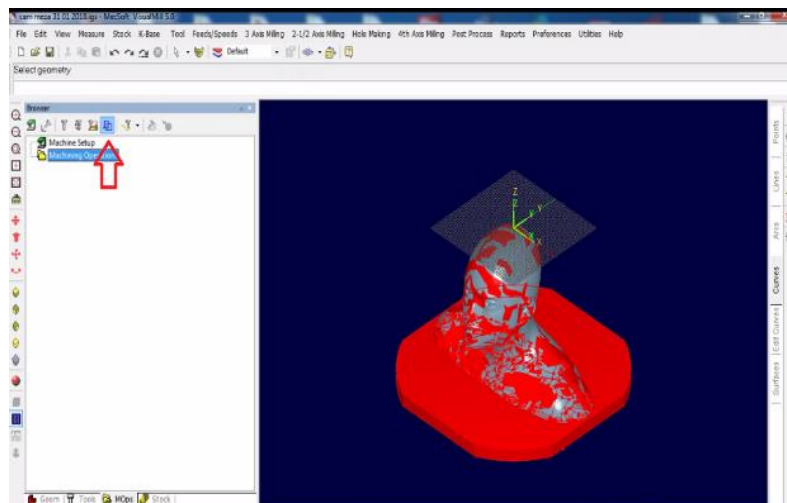 cam meza 31 01 2018.igs - MecSoft VisualMill 5.0
File Edit View Measure Stock K-Base Tool Feeds/Speeds 3 Axis Milling 2-1/2 Axis Milling Hole Making 4th Axis Milling Post Process Reports Preferences Utilities Help
Default
Select geometry
Browser
Machine Setup
Machining Operations
Z
Z
Y
Y
X
X
Points
Lines
Arcs
Curves
Edit Curves
Surfaces
Geom Tools MOps Stock